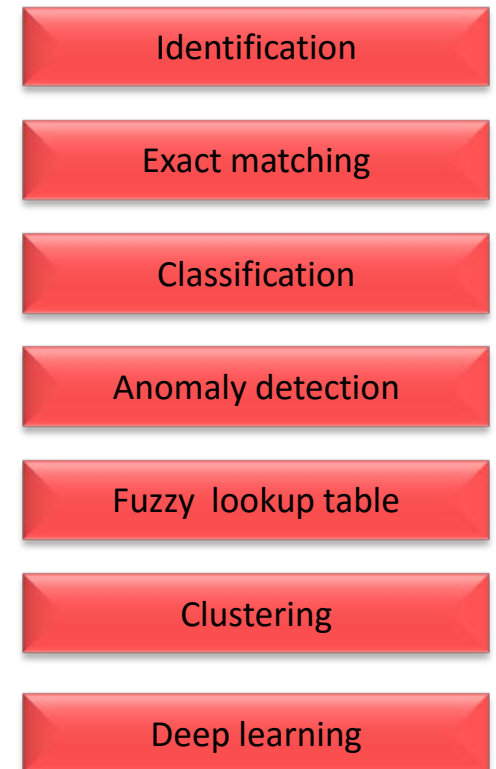 Identification
Exact matching
Classification
Anomaly detection
Fuzzy  lookup table
Clustering
Deep learning